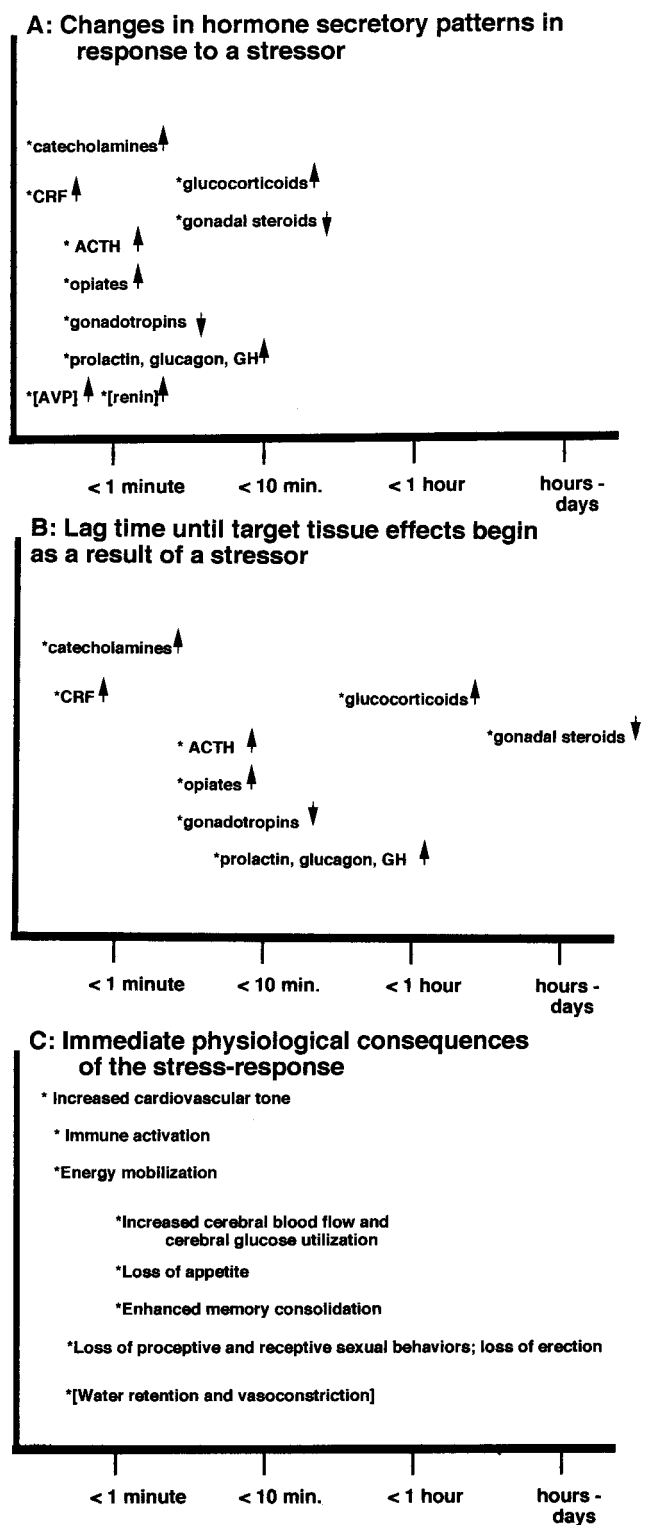 A: Changes in hormone secretory patterns in
response to a stressor
*catecholamines
*glucocorticoids
*CRF
*gonadal steroids
* ACTH
*opiates
*gonadotropins
*prolactin, glucagon, GH
*[AVP] *[renin]
< 1 minute < 10 min. < 1 hour hours -
days
B: Lag time until target tissue effects begin
as a result of a stressor
*catecholamines
*CRF *glucocorticoids
*gonadal steroids
* ACTH
*opiates
*gonadotropins
*prolactin, glucagon, GH
< 1 minute < 10 min. < 1 hour hours -
days
C: Immediate physiological consequences
of the stress-response
* Increased cardiovascular tone
* Immune activation
*Energy mobilization
*Increased cerebral blood flow and
cerebral glucose utilization
*Loss of appetite
*Enhanced memory consolidation
*Loss of proceptive and receptive sexual behaviors; loss of erection
*[Water retention and vasoconstriction]
< 1 minute < 10 min. < 1 hour hours -
days